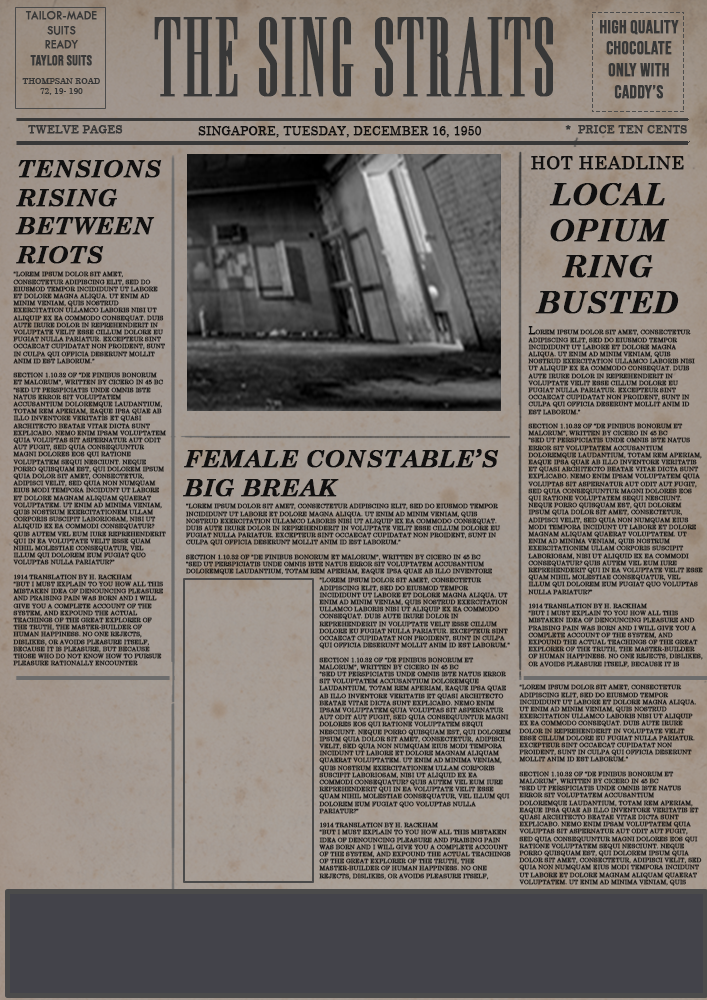 TAILOR-MADE
SUITS
READY
TAYLOR SUITS
THOMPSAN ROAD
72, 19- 190
THE SING STRAITS
HIGH QUALITY
CHOCOLATE
ONLY WITH
CADDY'S
TWELVE PAGES
SINGAPORE, TUESDAY, DECEMBER 16, 1950
* PRICE TEN CENTS
TENSIONS
RISING
BETWEEN
RIOTS
"LOREM IPSUM DOLOR SIT AMET,
CONSECTETUR ADIPISCING ELIT, SED DO
EIUSMOD TEMPOR INCIDIDUNT UT LABORE
ET DOLORE MAGNA ALIQUA. UT ENIM AD
MINIM VENIAM, QUIS NOSTRUD
EXERCITATION ULLAMCO LABORIS NISI UT
ALIQUIP EX EA COMMODO CONSEQUAT. DUIS
AUTE IRURE DOLOR IN REPREHENDERIT IN
VOLUPTATE VELIT ESSE CILLUM DOLORE EU
FUGIAT NULLA PARIATUR. EXCEPTEUR SINT
OCCAECAT CUPIDATAT NON PROIDENT, SUNT
IN CULPA QUI OFFICIA DESERUNT MOLLIT
ANIM ID EST LABORUM."
SECTION 1.10.32 OF "DE FINIBUS BONORUM
ET MALORUM", WRITTEN BY CICERO IN 45 BC
"SED UT PERSPICIATIS UNDE OMNIS ISTE
NATUS ERROR SIT VOLUPTATEM
ACCUSANTIUM DOLOREMQUE LAUDANTIUM,
TOTAM REM APERIAM, EAQUE IPSA QUAE AB
ILLO INVENTORE VERITATIS ET QUASI
ARCHITECTO BEATAE VITAE DICTA SUNT
EXPLICABO. NEMO ENIM IPSAM VOLUPTATEM
QUIA VOLUPTAS SIT ASPERNATUR AUT ODIT
AUT FUGIT, SED QUIA CONSEQUUNTUR
MAGNI DOLORES EOS QUI RATIONE
VOLUPTATEM SEQUI NESCIUNT. NEQUE
PORRO QUISQUAM EST, QUI DOLOREM IPSUM
QUIA DOLOR SIT AMET, CONSECTETUR,
ADIPISCI VELIT, SED QUIA NON NUMQUAM
EIUS MODI TEMPORA INCIDUNT UT LABORE
ET DOLORE MAGNAM ALIQUAM QUAERAT
VOLUPTATEM. UT ENIM AD MINIMA VENIAM,
QUIS NOSTRUM EXERCITATIONEM ULLAM
CORPORIS SUSCIPIT LABORIOSAM, NISI UT
ALIQUID EX EA COMMODI CONSEQUATUR?
QUIS AUTEM VEL EUM IURE REPREHENDERIT
QUI IN EA VOLUPTATE VELIT ESSE QUAM
NIHIL MOLESTIAE CONSEQUATUR, VEL
ILLUM QUI DOLOREM EUM FUGIAT QUO
VOLUPTAS NULLA PARIATUR?"
1914 TRANSLATION BY H. RACKHAM
"BUT I MUST EXPLAIN TO YOU HOW ALL THIS
MISTAKEN IDEA OF DENOUNCING PLEASURE
AND PRAISING PAIN WAS BORN AND I WILL
GIVE YOU A COMPLETE ACCOUNT OF THE
SYSTEM, AND EXPOUND THE ACTUAL
TEACHINGS OF THE GREAT EXPLORER OF
THE TRUTH, THE MASTER-BUILDER OF
HUMAN HAPPINESS. NO ONE REJECTS,
DISLIKES, OR AVOIDS PLEASURE ITSELF,
BECAUSE IT IS PLEASURE, BUT BECAUSE
THOSE WHO DO NOT KNOW HOW TO PURSUE
PLEASURE RATIONALLY ENCOUNTER
FEMALE CONSTABLE'S
BIG BREAK
"LOREM IPSUM DOLOR SIT AMET, CONSECTETUR ADIPISCING ELIT, SED DO EIUSMOD TEMPOR
INCIDIDUNT UT LABORE ET DOLORE MAGNA ALIQUA. UT ENIM AD MINIM VENIAM, QUIS
NOSTRUD EXERCITATION ULLAMCO LABORIS NISI UT ALIQUIP EX EA COMMODO CONSEQUAT.
DUIS AUTE IRURE DOLOR IN REPREHENDERIT IN VOLUPTATE VELIT ESSE CILLUM DOLORE EU
FUGIAT NULLA PARIATUR. EXCEPTEUR SINT OCCAECAT CUPIDATAT NON PROIDENT, SUNT IN
CULPA QUI OFFICIA DESERUNT MOLLIT ANIM ID EST LABORUM."
SECTION 1.10.32 OF "DE FINIBUS BONORUM ET MALORUM", WRITTEN BY CICERO IN 45 BC
"SED UT PERSPICIATIS UNDE OMNIS ISTE NATUS ERROR SIT VOLUPTATEM ACCUSANTIUM
DOLOREMQUE LAUDANTIUM, TOTAM REM APERIAM, EAQUE IPSA QUAE AB ILLO INVENTORE
"LOREM IPSUM DOLOR SIT AMET, CONSECTETUR
ADIPISCING ELIT, SED DO EIUSMOD TEMPOR
INCIDIDUNT UT LABORE ET DOLORE MAGNA ALIQUA.
UT ENIM AD MINIM VENIAM, QUIS NOSTRUD EXERCITATION
ULLAMCO LABORIS NISI UT ALIQUIP EX EA COMMODO
CONSEQUAT. DUIS AUTE IRURE DOLOR IN
REPREHENDERIT IN VOLUPTATE VELIT ESSE CILLUM
DOLORE EU FUGIAT NULLA PARIATUR. EXCEPTEUR SINT
OCCAECAT CUPIDATAT NON PROIDENT, SUNT IN CULPA
QUI OFFICIA DESERUNT MOLLIT ANIM ID EST LABORUM."
SECTION 1.10.32 OF "DE FINIBUS BONORUM ET
MALORUM", WRITTEN BY CICERO IN 45 BC
"SED UT PERSPICIATIS UNDE OMNIS ISTE NATUS ERROR
SIT VOLUPTATEM ACCUSANTIUM DOLOREMQUE
LAUDANTIUM, TOTAM REM APERIAM, EAQUE IPSA QUAE
AB ILLO INVENTORE VERITATIS ET QUASI ARCHITECTO
BEATAE VITAE DICTA SUNT EXPLICABO. NEMO ENIM
IPSAM VOLUPTATEM QUIA VOLUPTAS SIT ASPERNATUR
AUT ODIT AUT FUGIT, SED QUIA CONSEQUUNTUR MAGNI
DOLORES EOS QUI RATIONE VOLUPTATEM SEQUI
NESCIUNT. NEQUE PORRO QUISQUAM EST, QUI DOLOREM
IPSUM QUIA DOLOR SIT AMET, CONSECTETUR, ADIPISCI
VELIT, SED QUIA NON NUMQUAM EIUS MODI TEMPORA
INCIDUNT UT LABORE ET DOLORE MAGNAM ALIQUAM
QUAERAT VOLUPTATEM. UT ENIM AD MINIMA VENIAM,
QUIS NOSTRUM EXERCITATIONEM ULLAM CORPORIS
SUSCIPIT LABORIOSAM, NISI UT ALIQUID EX EA
COMMODI CONSEQUATUR? QUIS AUTEM VEL EUM IURE
REPREHENDERIT QUI IN EA VOLUPTATE VELIT ESSE
QUAM NIHIL MOLESTIAE CONSEQUATUR, VEL ILLUM QUI
DOLOREM EUM FUGIAT QUO VOLUPTAS NULLA
PARIATUR?"
1914 TRANSLATION BY H. RACKHAM
"BUT I MUST EXPLAIN TO YOU HOW ALL THIS MISTAKEN
IDEA OF DENOUNCING PLEASURE AND PRAISING PAIN
WAS BORN AND I WILL GIVE YOU A COMPLETE ACCOUNT
OF THE SYSTEM, AND EXPOUND THE ACTUAL TEACHINGS
OF THE GREAT EXPLORER OF THE TRUTH, THE
MASTER-BUILDER OF HUMAN HAPPINESS. NO ONE
REJECTS, DISLIKES, OR AVOIDS PLEASURE ITSELF,
HOT HEADLINE
LOCAL
OPIUM
RING
BUSTED
LOREM IPSUM DOLOR SIT AMET, CONSECTETUR
ADIPISCING ELIT, SED DO EIUSMOD TEMPOR
INCIDIDUNT UT LABORE ET DOLORE MAGNA
ALIQUA. UT ENIM AD MINIM VENIAM, QUIS
NOSTRUD EXERCITATION ULLAMCO LABORIS NISI
UT ALIQUIP EX EA COMMODO CONSEQUAT. DUIS
AUTE IRURE DOLOR IN REPREHENDERIT IN
VOLUPTATE VELIT ESSE CILLUM DOLORE EU
FUGIAT NULLA PARIATUR. EXCEPTEUR SINT
OCCAECAT CUPIDATAT NON PROIDENT, SUNT IN
CULPA QUI OFFICIA DESERUNT MOLLIT ANIM ID
EST LABORUM."
SECTION 1.10.32 OF "DE FINIBUS BONORUM ET
MALORUM", WRITTEN BY CICERO IN 45 BC
"SED UT PERSPICIATIS UNDE OMNIS ISTE NATUS
ERROR SIT VOLUPTATEM ACCUSANTIUM
DOLOREMQUE LAUDANTIUM, TOTAM REM APERIAM,
EAQUE IPSA QUAE AB ILLO INVENTORE VERITATIS
ET QUASI ARCHITECTO BEATAE VITAE DICTA SUNT
EXPLICABO. NEMO ENIM IPSAM VOLUPTATEM QUIA
VOLUPTAS SIT ASPERNATUR AUT ODIT AUT FUGIT,
SED QUIA CONSEQUUNTUR MAGNI DOLORES EOS
QUI RATIONE VOLUPTATEM SEQUI NESCIUNT.
NEQUE PORRO QUISQUAM EST, QUI DOLOREM
IPSUM QUIA DOLOR SIT AMET, CONSECTETUR,
ADIPISCI VELIT, SED QUIA NON NUMQUAM EIUS
MODI TEMPORA INCIDUNT UT LABORE ET DOLORE
MAGNAM ALIQUAM QUAERAT VOLUPTATEM. UT
ENIM AD MINIMA VENIAM, QUIS NOSTRUM
EXERCITATIONEM ULLAM CORPORIS SUSCIPIT
LABORIOSAM, NISI UT ALIQUID EX EA COMMODI
CONSEQUATUR? QUIS AUTEM VEL EUM IURE
REPREHENDERIT QUI IN EA VOLUPTATE VELIT ESSE
QUAM NIHIL MOLESTIAE CONSEQUATUR, VEL
ILLUM QUI DOLOREM EUM FUGIAT QUO VOLUPTAS
NULLA PARIATUR?"
1914 TRANSLATION BY H. RACKHAM
"BUT I MUST EXPLAIN TO YOU HOW ALL THIS
MISTAKEN IDEA OF DENOUNCING PLEASURE AND
PRAISING PAIN WAS BORN AND I WILL GIVE YOU A
COMPLETE ACCOUNT OF THE SYSTEM, AND
EXPOUND THE ACTUAL TEACHINGS OF THE GREAT
EXPLORER OF THE TRUTH, THE MASTER-BUILDER
OF HUMAN HAPPINESS. NO ONE REJECTS, DISLIKES,
OR AVOIDS PLEASURE ITSELF, BECAUSE IT IS
"LOREM IPSUM DOLOR SIT AMET, CONSECTETUR
ADIPISCING ELIT, SED DO EIUSMOD TEMPOR INCIDIDUNT
UT LABORE ET DOLORE MAGNA ALIQUA. UT ENIM AD
MINIM VENIAM, QUIS NOSTRUD EXERCITATION
ULLAMCO LABORIS NISI UT ALIQUIP EX EA COMMODO
CONSEQUAT. DUIS AUTE IRURE
DOLOR IN REPREHENDERIT IN VOLUPTATE VELIT ESSE
CILLUM DOLORE EU FUGIAT NULLA PARIATUR.
EXCEPTEUR SINT OCCAECAT CUPIDATAT NON
PROIDENT, SUNT IN CULPA QUI OFFICIA DESERUNT
MOLLIT ANIM ID EST LABORUM."
SECTION 1.10.32 OF "DE FINIBUS BONORUM ET
MALORUM", WRITTEN BY CICERO IN 45 BC
"SED UT PERSPICIATIS UNDE OMNIS ISTE NATUS
ERROR SIT VOLUPTATEM ACCUSANTIUM
DOLOREMQUE LAUDANTIUM, TOTAM REM APERIAM,
EAQUE IPSA QUAE AB ILLO INVENTORE VERITATIS ET
QUASI ARCHITECTO BEATAE VITAE DICTA SUNT
EXPLICABO. NEMO ENIM IPSAM VOLUPTATEM QUIA
VOLUPTAS SIT ASPERNATUR AUT ODIT AUT FUGIT,
SED QUIA CONSEQUUNTUR MAGNI DOLORES EOS QUI
RATIONE VOLUPTATEM SEQUI NESCIUNT. NEQUE
PORRO QUISQUAM EST, QUI DOLOREM IPSUM QUIA
DOLOR SIT AMET, CONSECTETUR, ADIPISCI VELIT, SED
QUIA NON NUMQUAM EIUS MODI TEMPORA INCIDUNT
UT LABORE ET DOLORE MAGNAM ALIQUAM QUAERAT
VOLUPTATEM. UT ENIM AD MINIMA VENIAM, QUIS